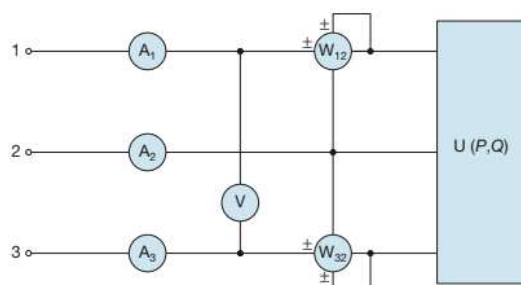 ±
1 A₁ ± W₁₂
U (P,Q)
2 A₂
V
3 A₃ ± W₃₂
±